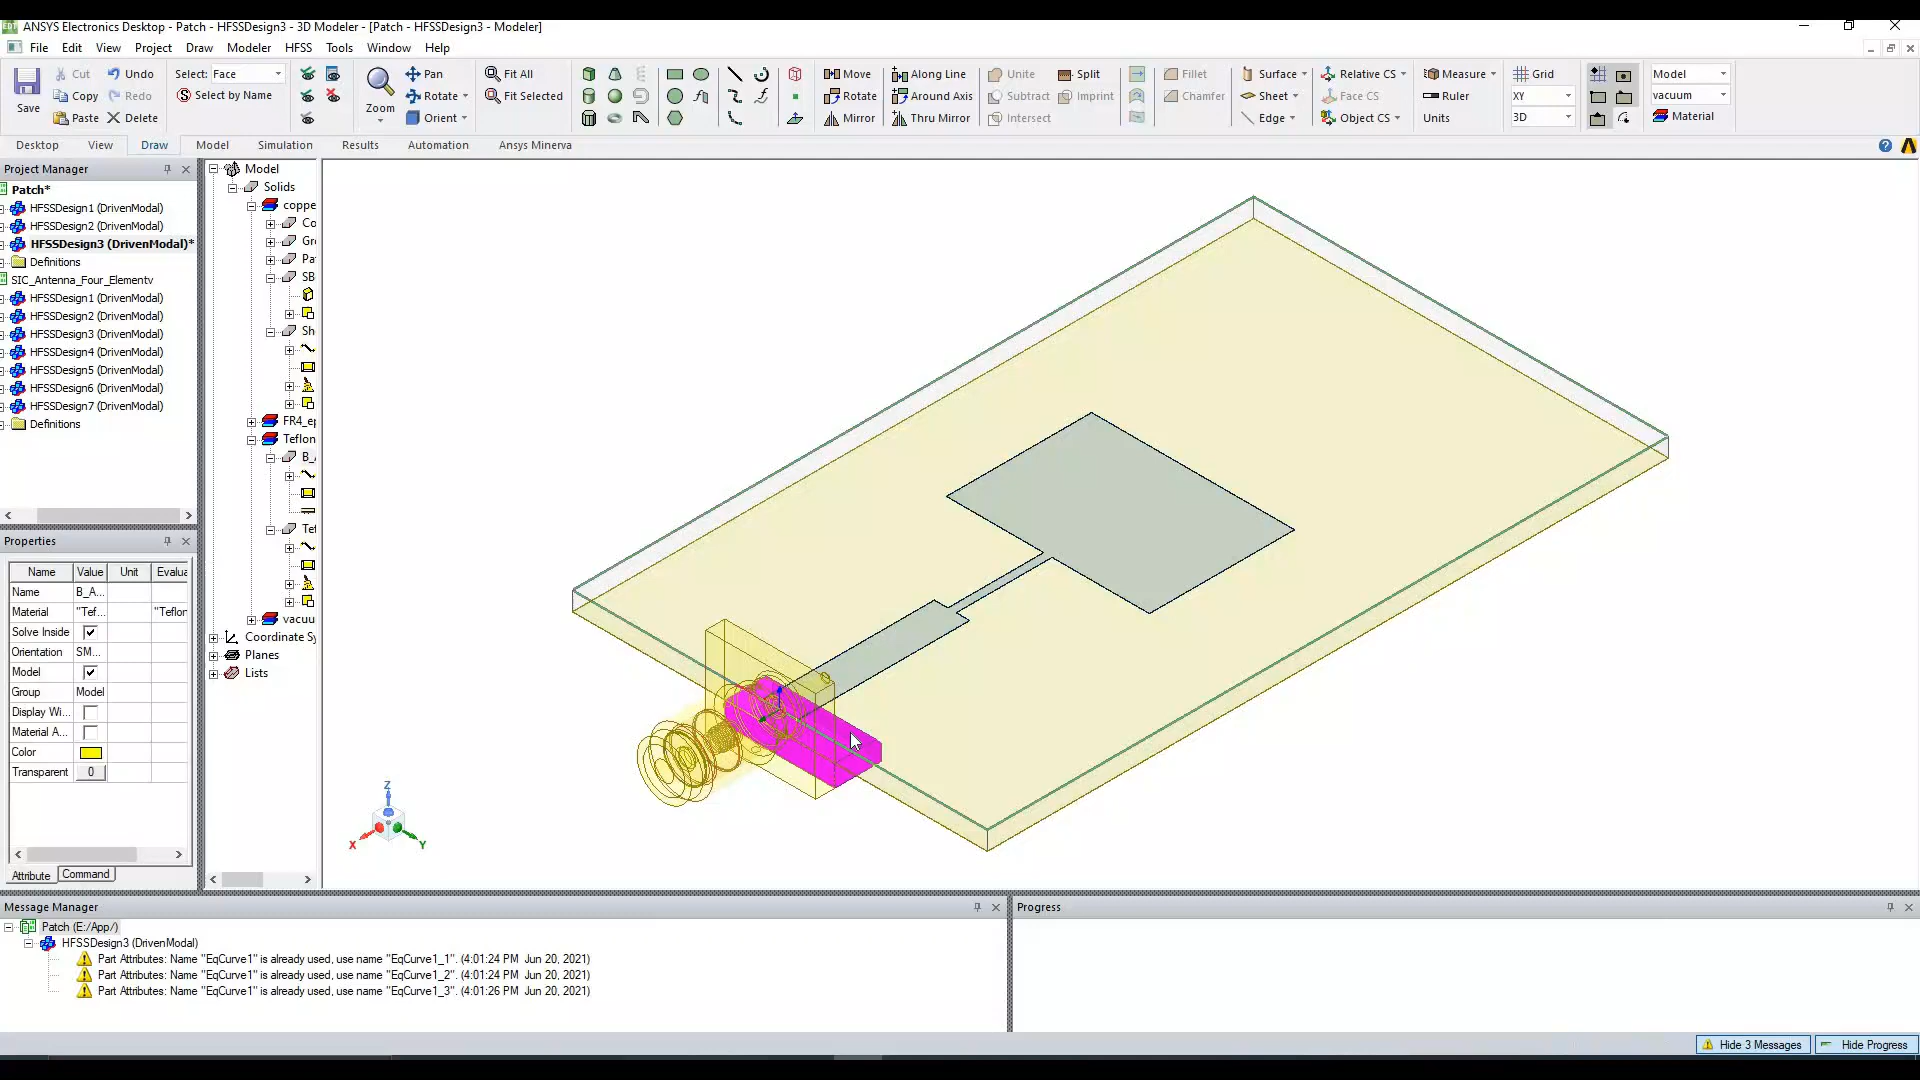 ANSYS Electronics Desktop - Patch - HFSSDesign3 - 3D Modeler - [Patch - HFSSDesign3 - Modeler]
File Edit View Project Draw Modeler HFSS Tools Window Help
Save
Cut Copy Paste
Undo Redo Delete
Select: Face
Select by Name
Zoom
Pan Rotate Orient
Fit All
Fit Selected
Move Rotate Mirror
Along Line
Around Axis
Thru Mirror
Unite Subtract Intersect
Split Imprint
Fillet Chamfer
Surface Sheet Edge
Relative CS
Face CS
Object CS
Measure Ruler Units
Grid
XY
3D
Model
vacuum
Material
Desktop View Draw Model Simulation Results Automation Ansys Minerva
Project Manager
Patch*
HFSSDesign1 (DrivenModal)
HFSSDesign2 (DrivenModal)
HFSSDesign3 (DrivenModal)*
Definitions
SIC_Antenna_Four_Elementv
HFSSDesign1 (DrivenModal)
HFSSDesign2 (DrivenModal)
HFSSDesign3 (DrivenModal)
HFSSDesign4 (DrivenModal)
HFSSDesign5 (DrivenModal)
HFSSDesign6 (DrivenModal)
HFSSDesign7 (DrivenModal)
Definitions
Properties
Name Value Unit Evalua
Name B_A...
Material "Tef... "Teflor
Solve Inside
Orientation SM...
Model
Group Model
Display Wi...
Material A...
Color
Transparent 0
Attribute Command
Model
Solids
coppe
Co
Gr
Pa
SB
Sh
FR4_ep
Teflon
B_
Tef
vacuu
Coordinate Sy
Planes
Lists
Z
X
Y
Message Manager
Patch (E:/App/)
HFSSDesign3 (DrivenModal)
Part Attributes: Name "EqCurve1" is already used, use name "EqCurve1_1". (4:01:24 PM Jun 20, 2021)
Part Attributes: Name "EqCurve1" is already used, use name "EqCurve1_2". (4:01:24 PM Jun 20, 2021)
Part Attributes: Name "EqCurve1" is already used, use name "EqCurve1_3". (4:01:26 PM Jun 20, 2021)
Progress
Hide 3 Messages
Hide Progress